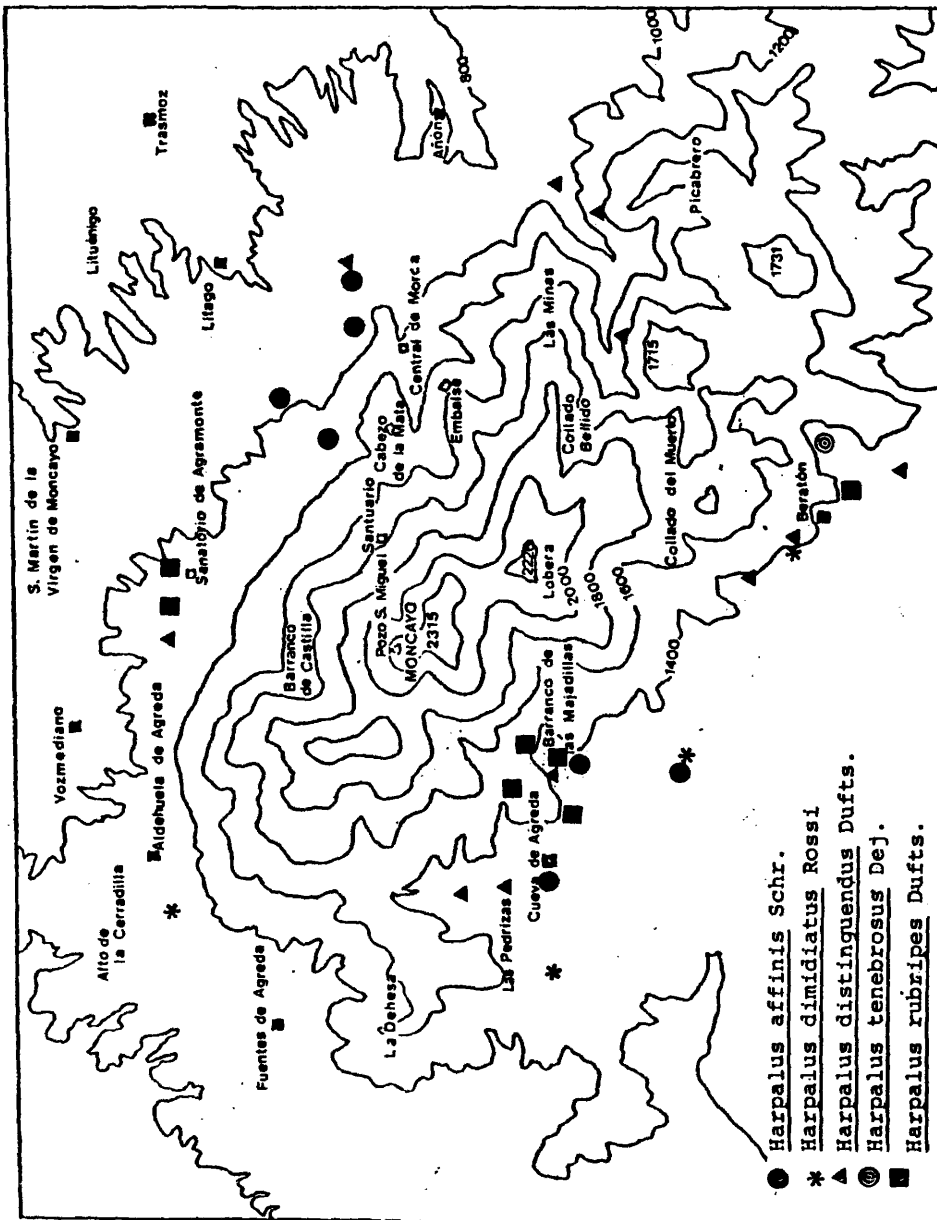 S. Martin de la
Virgen de Moncayo
Vozmediano
Lituénigo
Trasmoz
Alto de
la Cerradilla
Aldehuela de Agreda
Sanatorio de Agramonte
Litago
Fuentes de Agreda
Barranco
de Castilla
Santuario
Cabezo
de la Mata
Central de Morca
Pozo S. Miguel
MONCAYO
2315
La Dehesa
Embalse
Añón
800
Las Pedrizas
Cueva de Agreda
Barranco de
las Majadillas
Lobera
2000
1800
1600
1400
Collado
Bellido
Las Minas
1000
1200
Collado del Muerto
1715
Picabrero
1731
Beratón
Harpalus affinis Schr.
Harpalus dimidiatus Rossi
Harpalus distinguendus Dufts.
Harpalus tenebrosus Dej.
Harpalus rubripes Dufts.